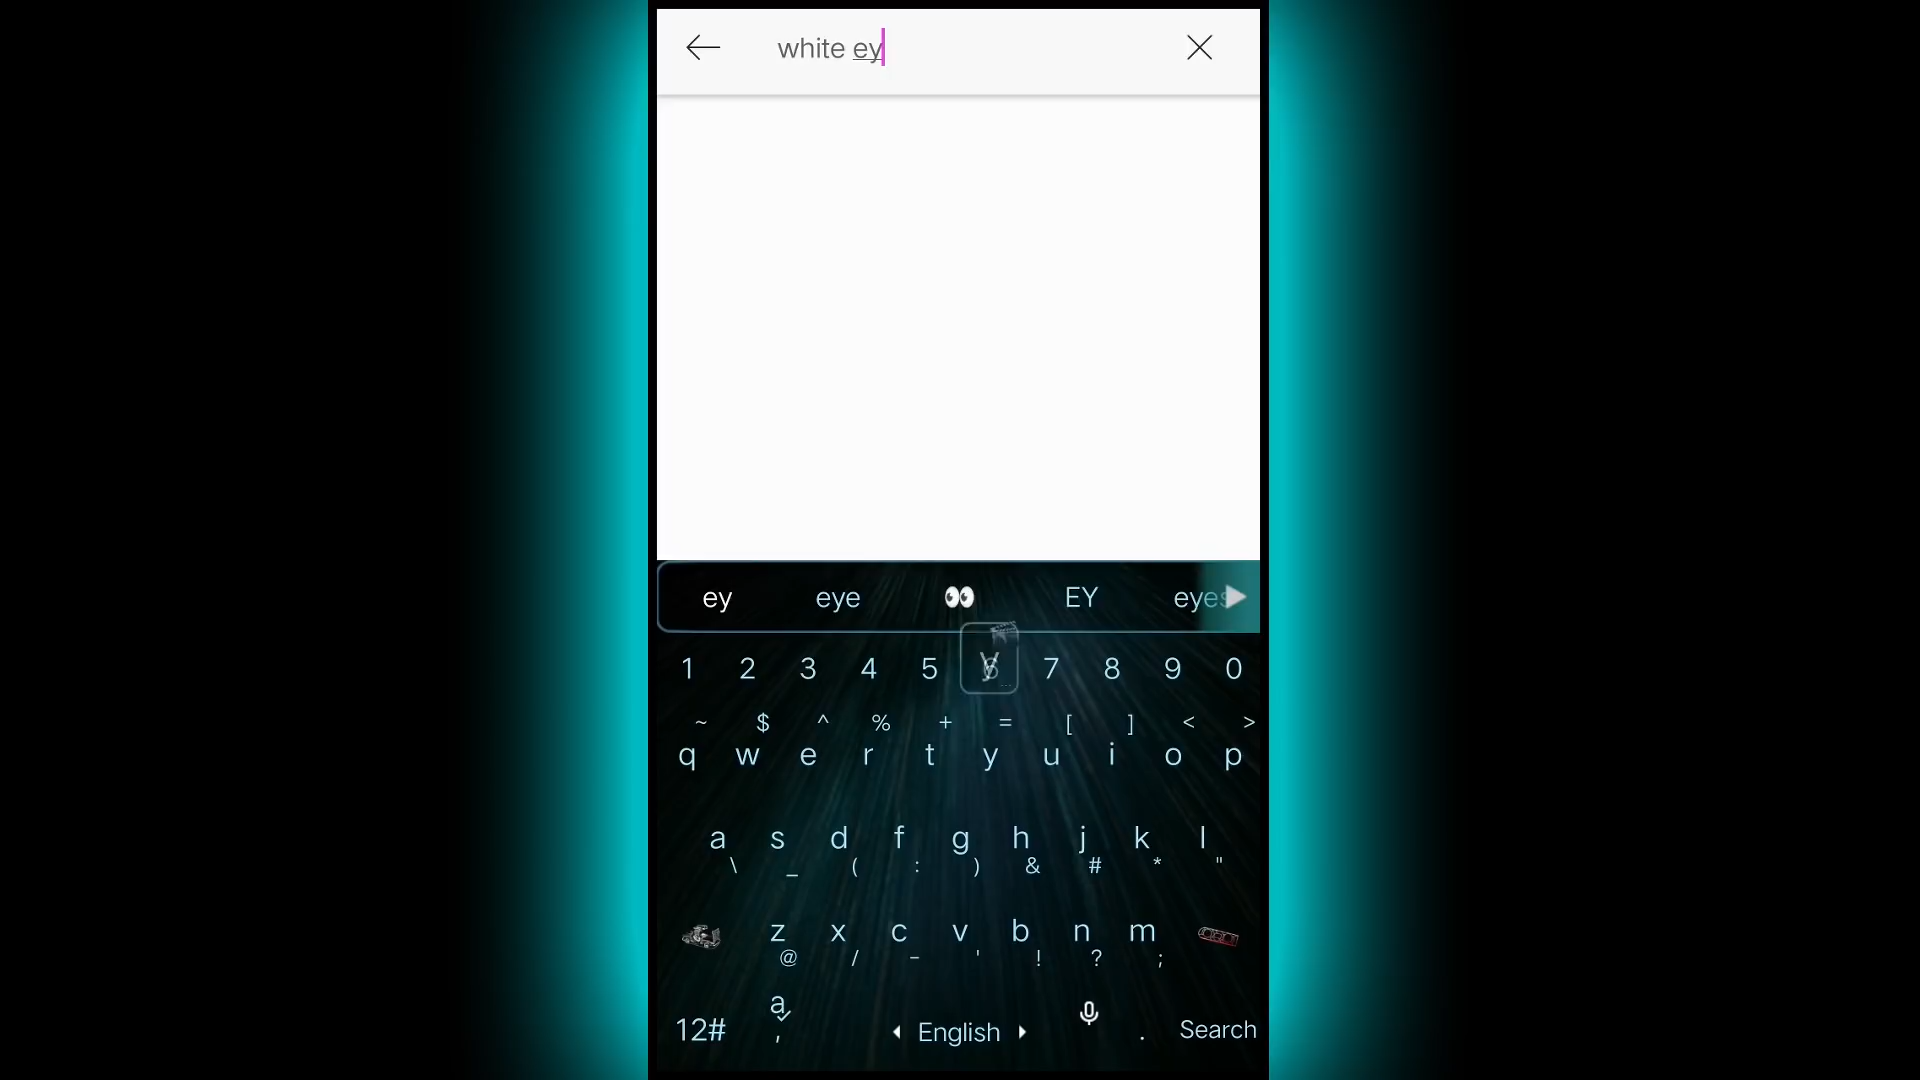 white ey
ey eye 👀 EY eyes
y
1 2 3 4 5 6 7 8 9 0
~ $ ^ % + = [ ] < >
q w e r t y u i o p
a s d f g h j k l
\ _ ( : ) & # * "
z x c v b n m
@ / - ' ! ? ;
a
12# , English . Search